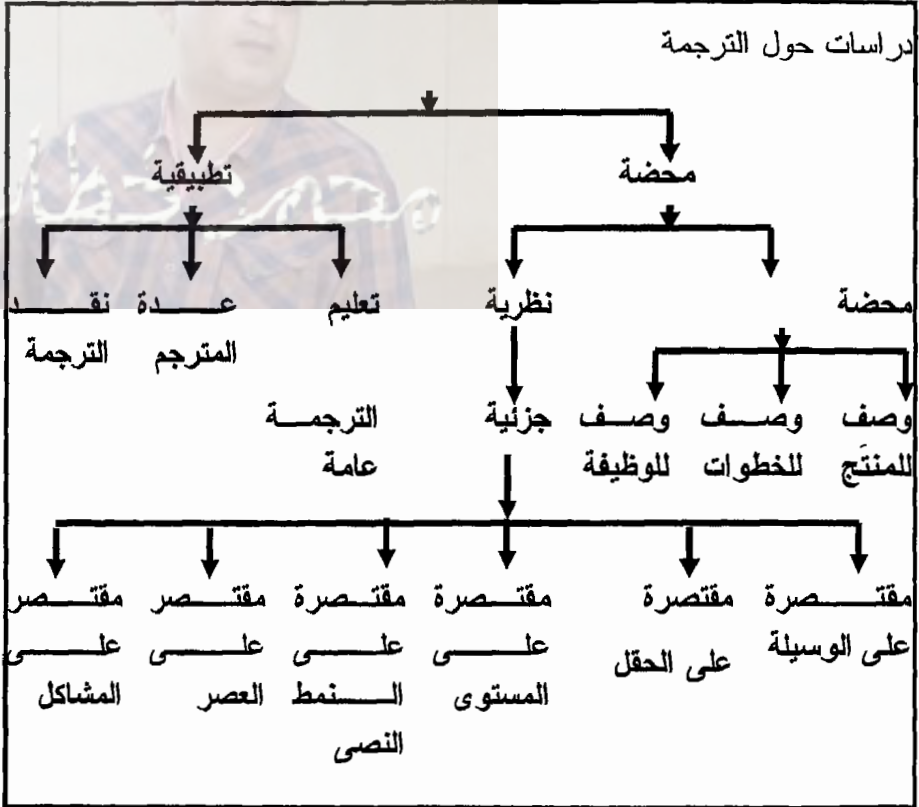 دراسات حول الترجمة
محضة تطبيقية
محضة نظرية تعليم عدة نقد
المترجم الترجمة
وصف وصف وصف جزئية الترجمة
للمنتَج للخطوات للوظيفة عامة
مقتصرة مقتصرة مقتصرة مقتصرة مقتصر مقتصر
على الوسيلة على الحقل على على على على
المستوى النمط العصر المشاكل
النصى